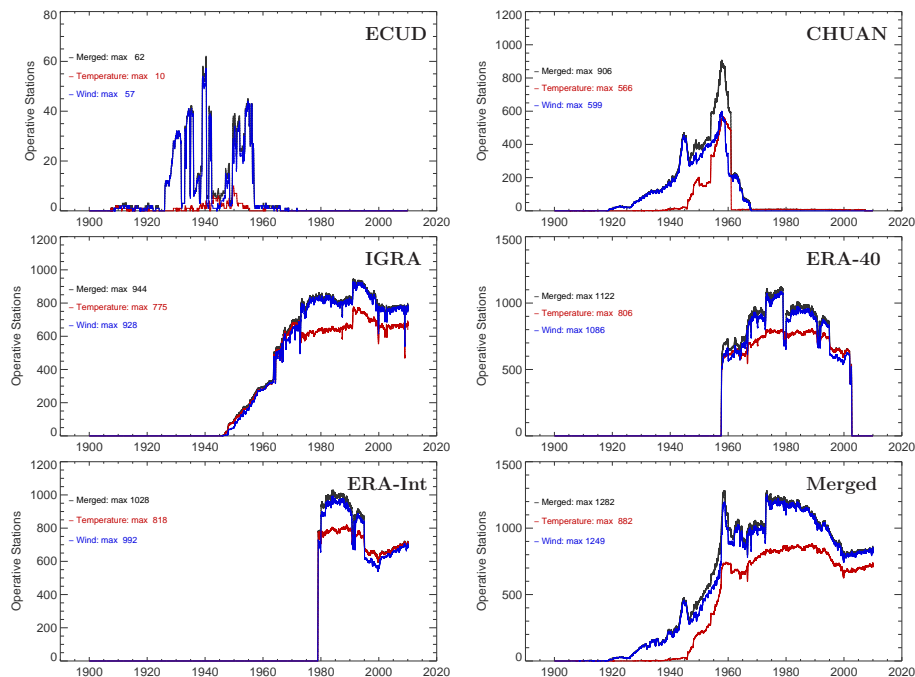 ECUD
80
60
40
20
0
Operative Stations
– Merged: max 62
– Temperature: max 10
– Wind: max 57
1900 1920 1940 1960 1980 2000 2020
CHUAN
1200
1000
800
600
400
200
0
Operative Stations
– Merged: max 906
– Temperature: max 566
– Wind: max 599
1900 1920 1940 1960 1980 2000 2020
IGRA
1200
1000
800
600
400
200
0
Operative Stations
– Merged: max 944
– Temperature: max 775
– Wind: max 928
1900 1920 1940 1960 1980 2000 2020
ERA-40
1500
1000
500
0
Operative Stations
– Merged: max 1122
– Temperature: max 806
– Wind: max 1086
1900 1920 1940 1960 1980 2000 2020
ERA-Int
1200
1000
800
600
400
200
0
Operative Stations
– Merged: max 1028
– Temperature: max 818
– Wind: max 992
1900 1920 1940 1960 1980 2000 2020
Merged
1500
1000
500
0
Operative Stations
– Merged: max 1282
– Temperature: max 882
– Wind: max 1249
1900 1920 1940 1960 1980 2000 2020